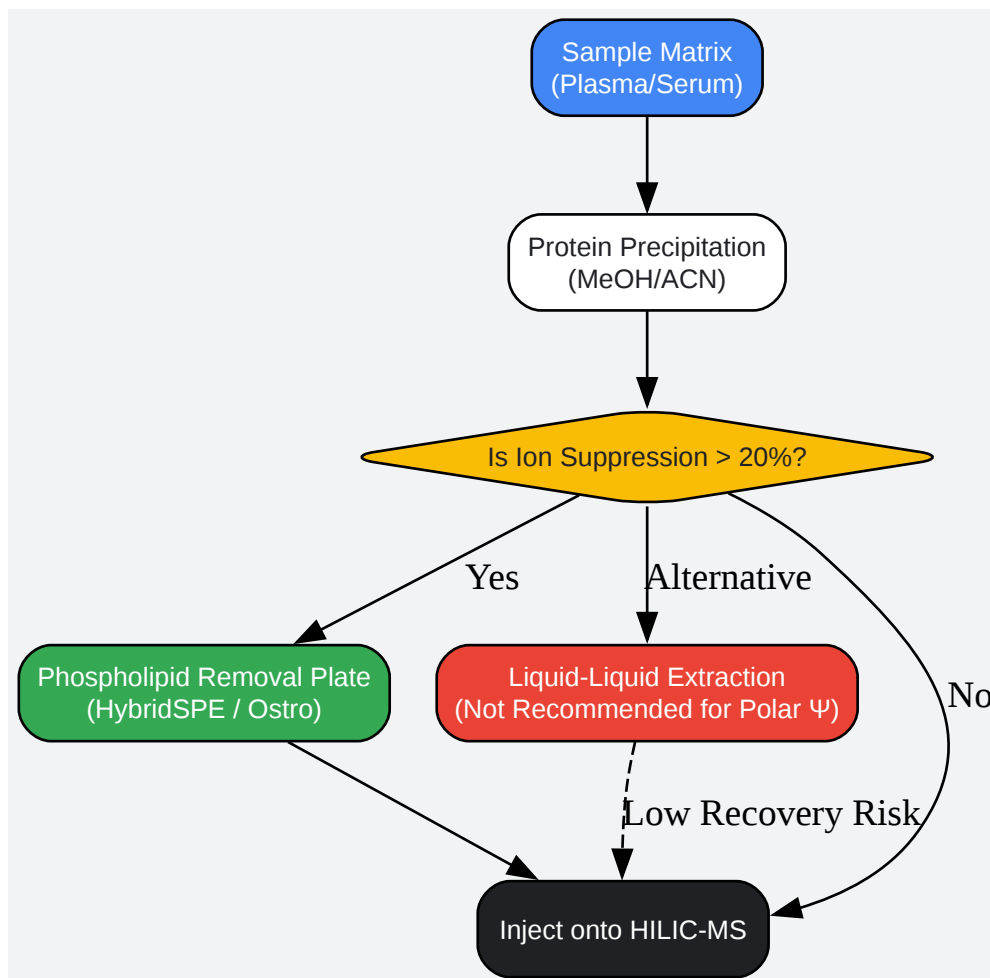 Sample Matrix
(Plasma/Serum)
Protein Precipitation
(MeOH/ACN)
Is Ion Suppression > 20%?
Yes
Alternative
No
Phospholipid Removal Plate
(HybridSPE / Ostro)
Liquid-Liquid Extraction
(Not Recommended for Polar Ψ)
Low Recovery Risk
Inject onto HILIC-MS